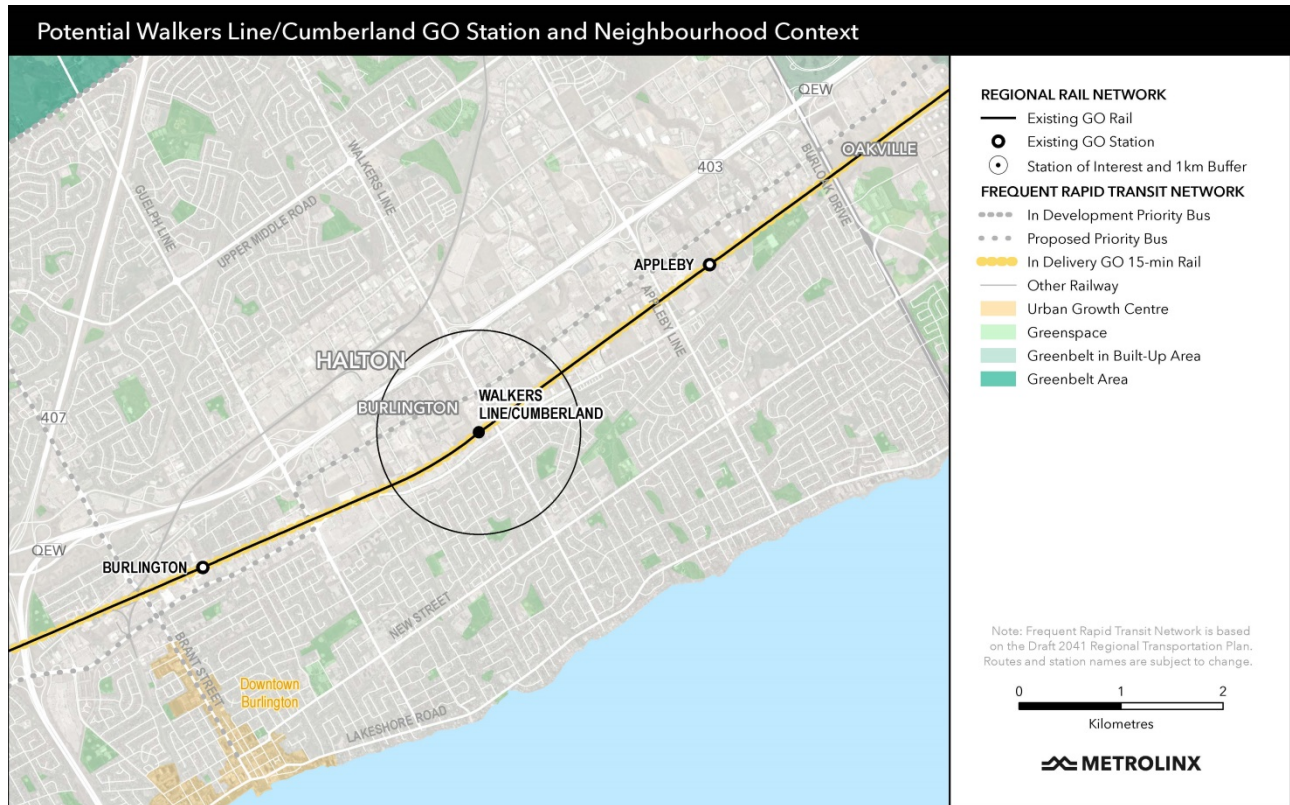 Potential Walkers Line/Cumberland GO Station and Neighbourhood Context
QEW
OAKVILLE
403
BURLOAK DRIVE
WALKERS LINE
GUELPH LINE
UPPER MIDDLE ROAD
APPLEBY
APPLEBY LINE
HALTON
BURLINGTON
WALKERS
LINE/CUMBERLAND
407
QEW
BURLINGTON
NEW STREET
BRANT STREET
Downtown
Burlington
LAKESHORE ROAD
REGIONAL RAIL NETWORK
Existing GO Rail
Existing GO Station
Station of Interest and 1km Buffer
FREQUENT RAPID TRANSIT NETWORK
In Development Priority Bus
Proposed Priority Bus
In Delivery GO 15-min Rail
Other Railway
Urban Growth Centre
Greenspace
Greenbelt in Built-Up Area
Greenbelt Area
Note: Frequent Rapid Transit Network is based
on the Draft 2041 Regional Transportation Plan.
Routes and station names are subject to change.
0 1 2
Kilometres
METROLINX